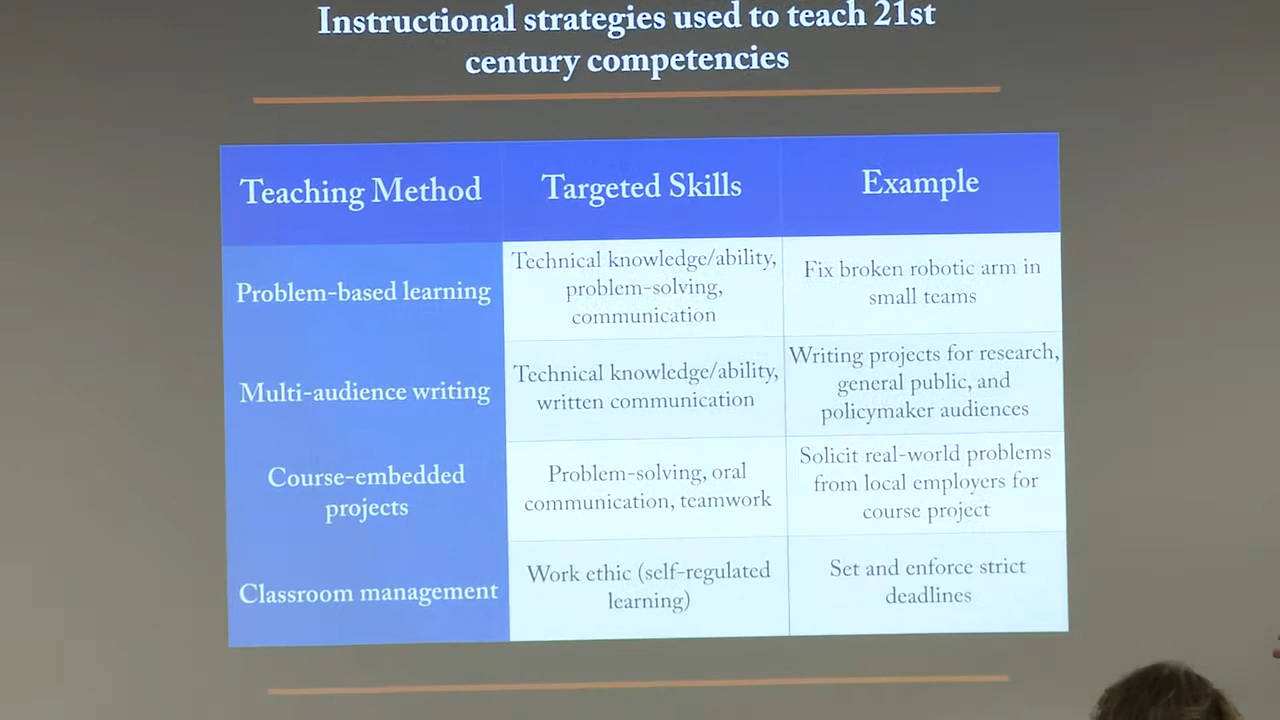 Instructional strategies used to teach 21st
century competencies
Teaching Method
Targeted Skills
Example
Problem-based learning
Technical knowledge/ability,
problem-solving,
communication
Fix broken robotic arm in
small teams
Multi-audience writing
Technical knowledge/ability,
written communication
Writing projects for research,
general public, and
policymaker audiences
Course-embedded
projects
Problem-solving, oral
communication, teamwork
Solicit real-world problems
from local employers for
course project
Classroom management
Work ethic (self-regulated
learning)
Set and enforce strict
deadlines